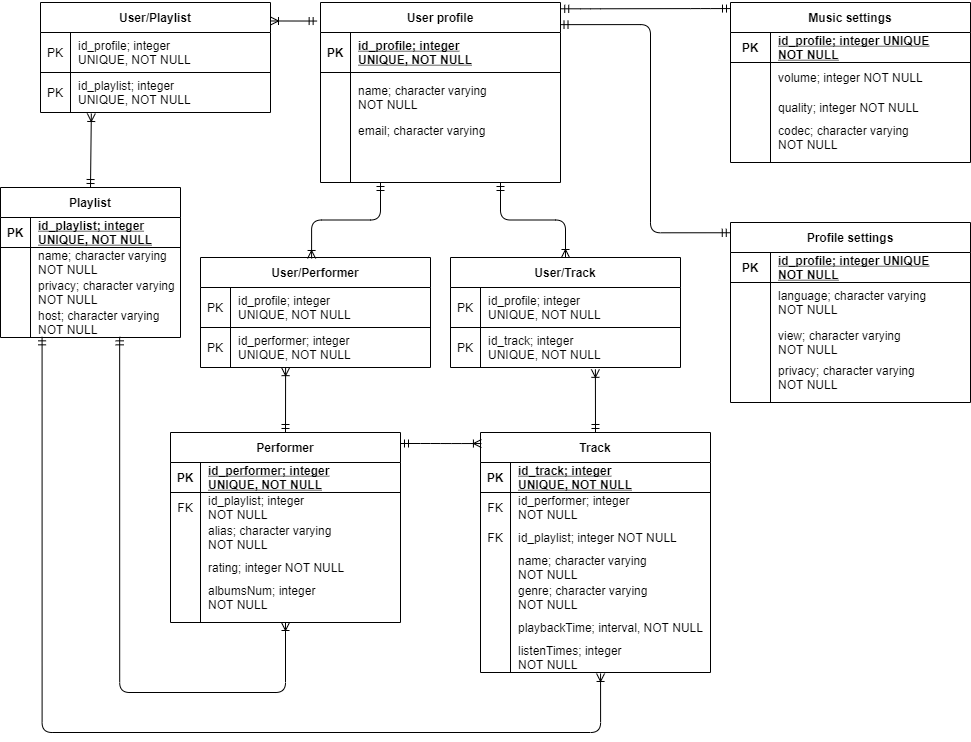 User/Playlist
PK
id_profile; integer
UNIQUE, NOT NULL
PK
id_playlist; integer
UNIQUE, NOT NULL
User profile
PK
id_profile; integer
UNIQUE, NOT NULL
name; character varying
NOT NULL
email; character varying
Music settings
PK
id_profile; integer UNIQUE
NOT NULL
volume; integer NOT NULL
quality; integer NOT NULL
codec; character varying
NOT NULL
Playlist
PK
id_playlist; integer
UNIQUE, NOT NULL
name; character varying
NOT NULL
privacy; character varying
NOT NULL
host; character varying
NOT NULL
User/Performer
PK
id_profile; integer
UNIQUE, NOT NULL
PK
id_performer; integer
UNIQUE, NOT NULL
User/Track
PK
id_profile; integer
UNIQUE, NOT NULL
PK
id_track; integer
UNIQUE, NOT NULL
Profile settings
PK
id_profile; integer UNIQUE
NOT NULL
language; character varying
NOT NULL
view; character varying
NOT NULL
privacy; character varying
NOT NULL
Performer
PK
id_performer; integer
UNIQUE, NOT NULL
FK
id_playlist; integer
NOT NULL
alias; character varying
NOT NULL
rating; integer NOT NULL
albumsNum; integer
NOT NULL
Track
PK
id_track; integer
UNIQUE, NOT NULL
FK
id_performer; integer
NOT NULL
FK
id_playlist; integer NOT NULL
name; character varying
NOT NULL
genre; character varying
NOT NULL
playbackTime; interval, NOT NULL
listenTimes; integer
NOT NULL